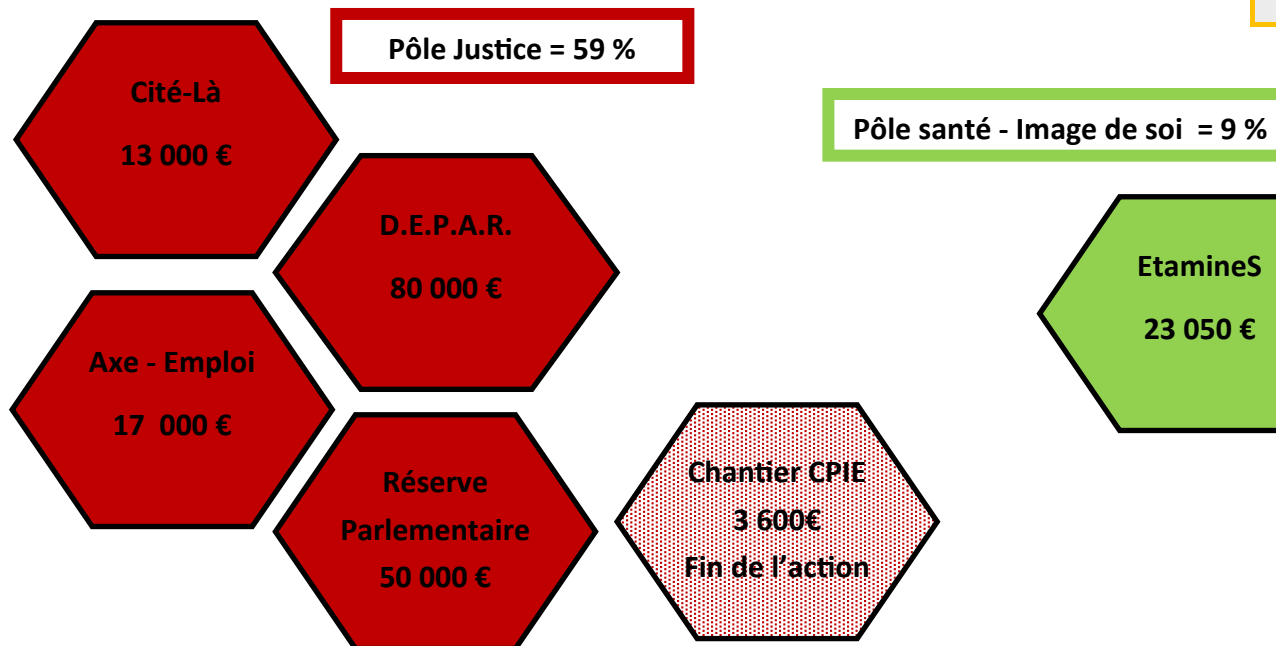 Pôle Justice = 59 %
Cité-Là
13 000 €
Pôle santé - Image de soi = 9 %
D.E.P.A.R.
80 000 €
EtamineS
23 050 €
Axe - Emploi
17 000 €
Réserve
Parlementaire
50 000 €
Chantier CPIE
3 600€
Fin de l’action